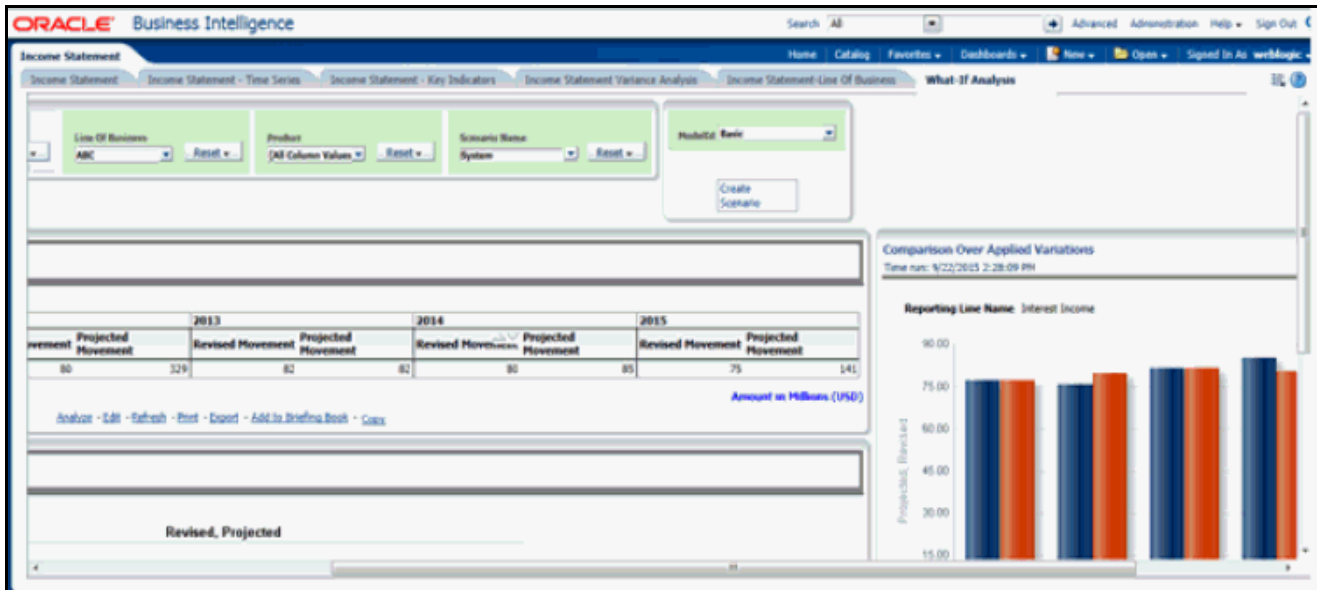 ORACLE Business Intelligence
Search All
Advanced Administration Help Sign Out
Income Statement
Home Catalog Favorites Dashboards New Open Signed In As weblogic
Income Statement Income Statement - Time Series Income Statement - Key Indicators Income Statement Variance Analysis Income Statement-Line Of Business What-If Analysis
Line Of Business Product Scenario Name
ABC Reset (All Column Values Reset System Reset
ModelId Basic
Create
Scenario
Comparison Over Applied Variations
Time run: 9/22/2015 2:28:09 PM
Reporting Line Name Interest Income
2013 2014 2015
vement Projected Movement Revised Movement Projected Movement Revised Movement Projected Movement Revised Movement Projected Movement
80 329 82 82 80 85 75 141
Amount in Millions (USD)
Analyze - Edit - Refresh - Print - Export - Add to Briefing Book - Copy
Revised, Projected
Projected, Revised
90.00
75.00
60.00
45.00
30.00
15.00